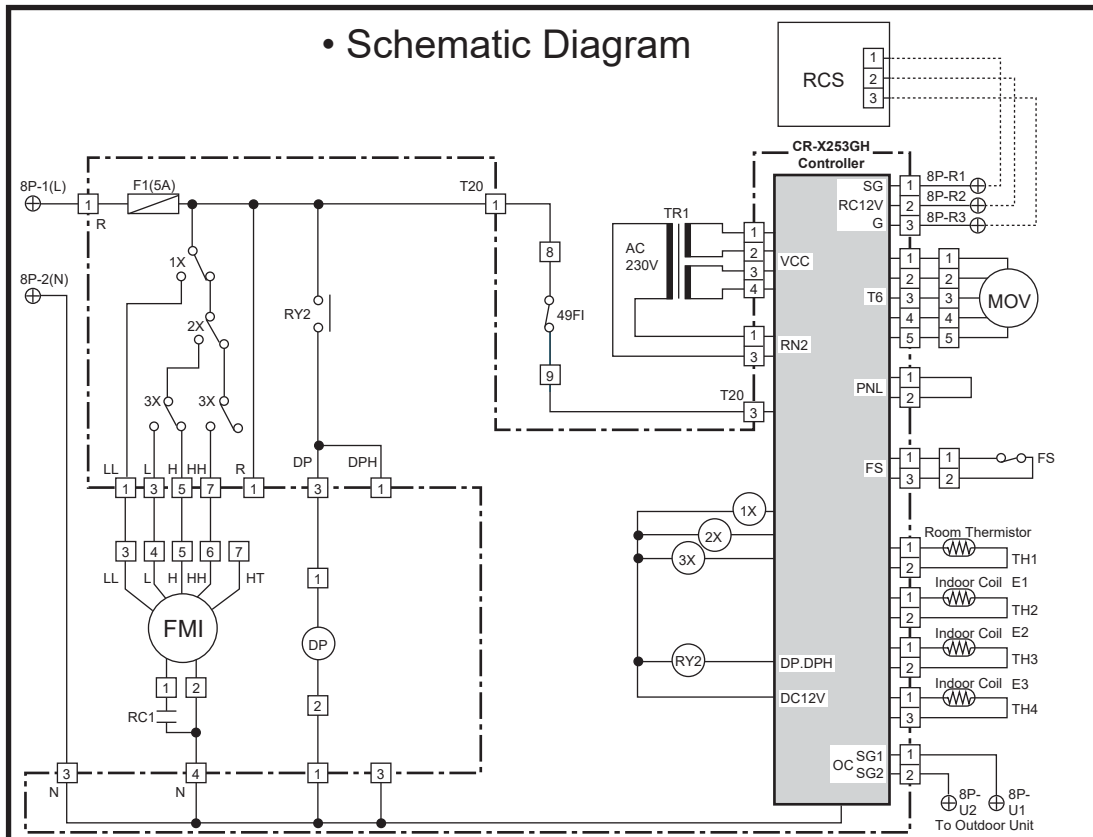 • Schematic Diagram
RCS
1
2
3
CR-X253GH
Controller
8P-1(L)
1
R
F1(5A)
T20
1
SG
1
8P-R1
RC12V
2
8P-R2
G
3
8P-R3
8P-2(N)
1X
2X
3X
3X
RY2
8
49FI
9
AC
230V
TR1
1
2
3
4
VCC
1
3
RN2
T20
3
T6
1
2
3
4
5
1
2
3
4
5
MOV
PNL
1
2
FS
1
3
1
2
FS
LL
L
H
HH
R
DP
DPH
1
3
5
7
1
3
1
3
4
5
6
7
LL
L
H
HH
HT
FMI
1
2
RC1
1
DP
2
1X
2X
3X
RY2
DP.DPH
DC12V
Room Thermistor
1
2
TH1
Indoor Coil E1
1
2
TH2
Indoor Coil E2
1
2
TH3
Indoor Coil E3
1
3
TH4
OC
SG1
1
SG2
2
8P-
U2
8P-
U1
To Outdoor Unit
3
N
4
N
1
3